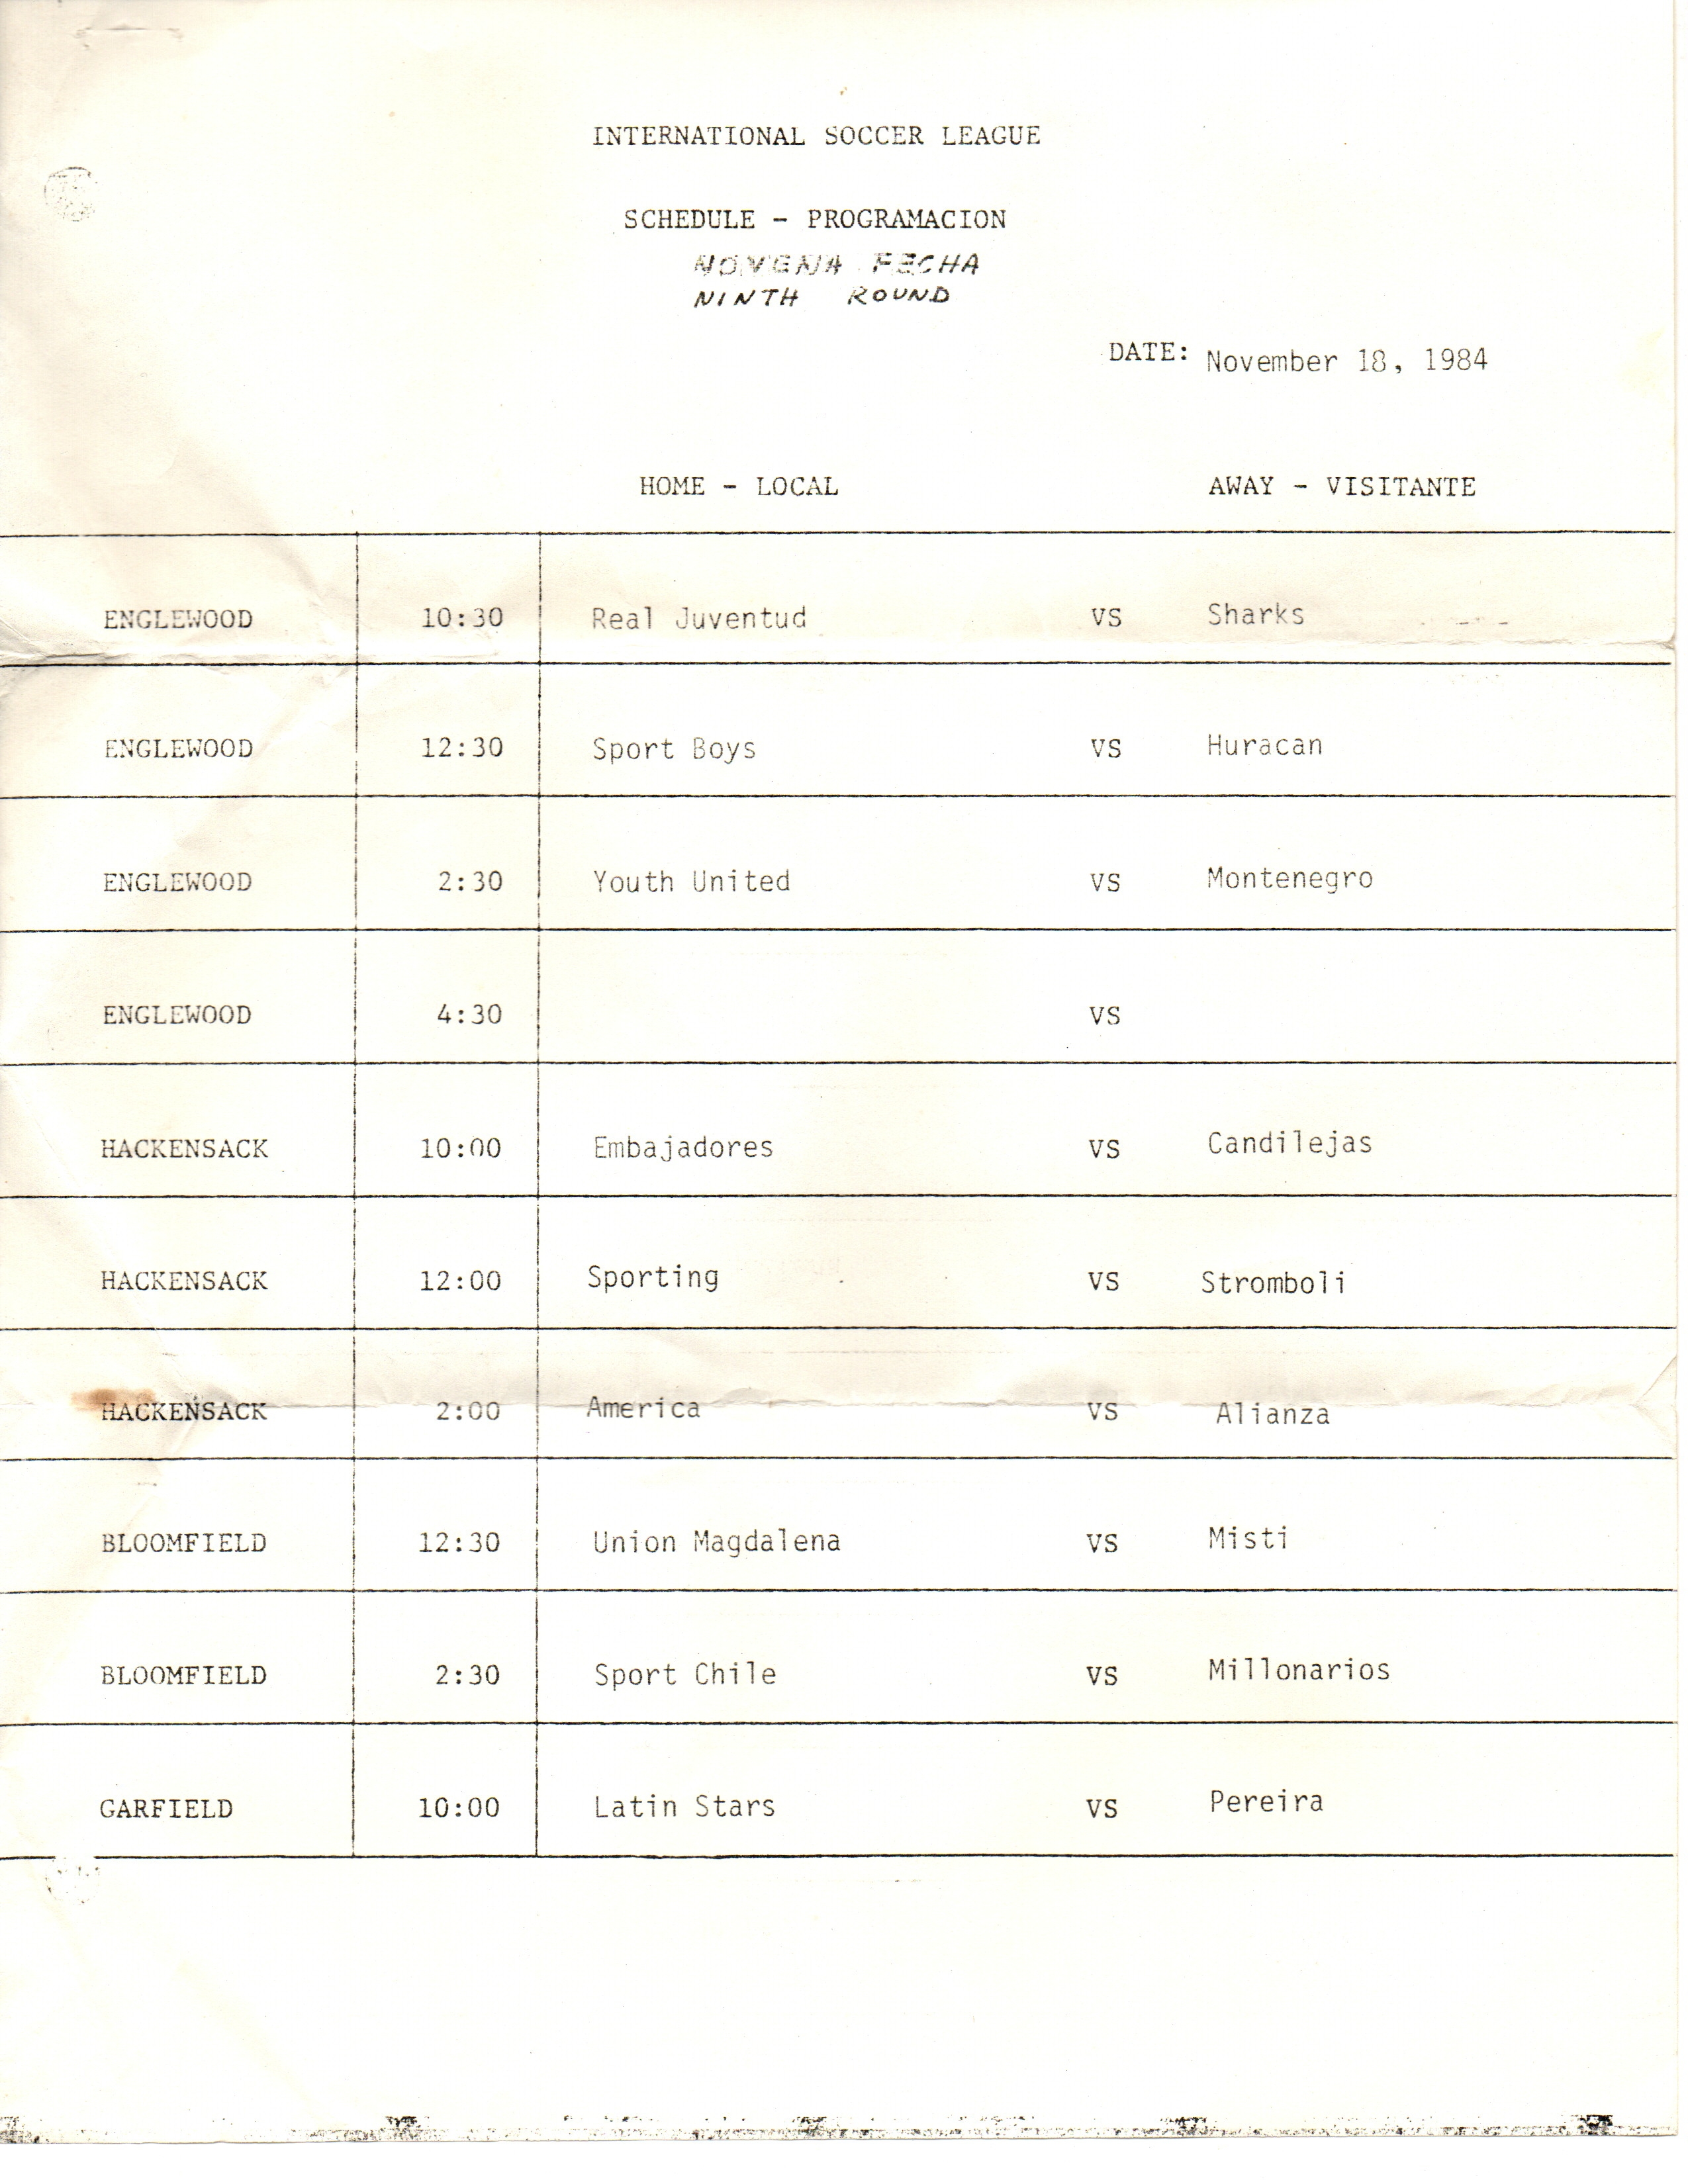 INTERNATIONAL SOCCER LEAGUE
SCHEDULE - PROGRAMACION
NOVENA FECHA
NINTH ROUND
DATE: November 18, 1984
HOME - LOCAL AWAY - VISITANTE
ENGLEWOOD 10:30 Real Juventud VS Sharks
ENGLEWOOD 12:30 Sport Boys VS Huracan
ENGLEWOOD 2:30 Youth United VS Montenegro
ENGLEWOOD 4:30 VS
HACKENSACK 10:00 Embajadores VS Candilejas
HACKENSACK 12:00 Sporting VS Stromboli
HACKENSACK 2:00 America VS Alianza
BLOOMFIELD 12:30 Union Magdalena VS Misti
BLOOMFIELD 2:30 Sport Chile VS Millonarios
GARFIELD 10:00 Latin Stars VS Pereira